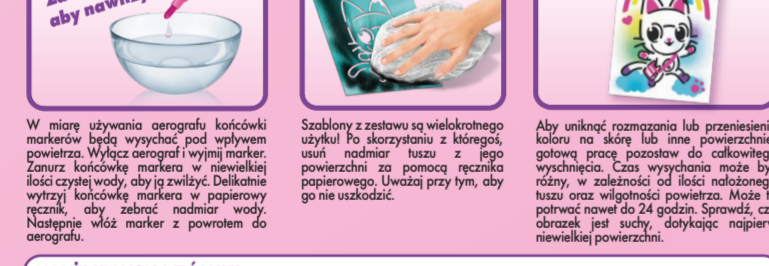 aby nawilży
W miarę używania aerografu końcówki
markerów będą wysychać pod wpływem
powietrza. Wyłącz aerograf i wyjmij marker.
Zanurz końcówkę markera w niewielkiej
ilości czystej wody, aby ją zwilżyć. Delikatnie
wytrzyj końcówkę markera w papierowy
ręcznik, aby zebrać nadmiar wody.
Następnie włóż marker z powrotem do
aerografu.
Szablony z zestawu są wielokrotnego
użytku! Po skorzystaniu z któregoś,
usuń nadmiar tuszu z jego
powierzchni za pomocą ręcznika
papierowego. Uważaj przy tym, aby
go nie uszkodzić.
Aby uniknąć rozmazania lub przeniesieni
koloru na skórę lub inne powierzchnie
gotową pracę pozostaw do całkowiteg
wyschnięcia. Czas wysychania może by
różny, w zależności od ilości nałożoneg
tuszu oraz wilgotności powietrza. Może t
potrwać nawet do 24 godzin. Sprawdź, cz
obrazek jest suchy, dotykając najpierw
niewielkiej powierzchni.